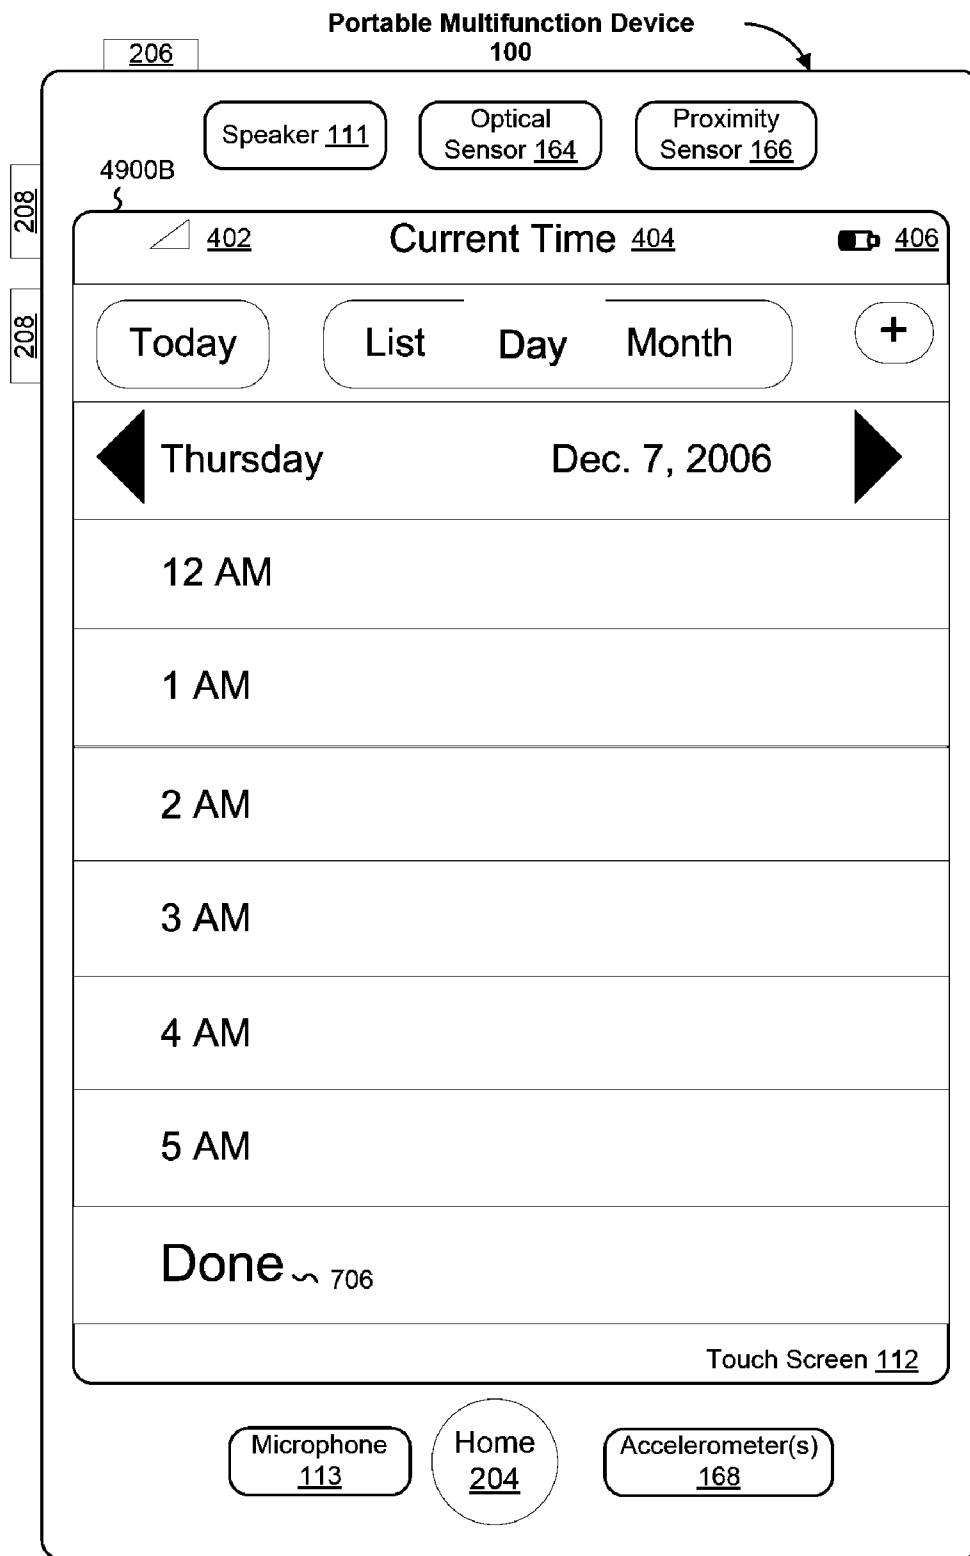 Portable Multifunction Device
100
206
Speaker 111
Optical
Sensor 164
Proximity
Sensor 166
4900B
208
208
402
Current Time 404
406
Today
List
Day
Month
+
Thursday
Dec. 7, 2006
12 AM
1 AM
2 AM
3 AM
4 AM
5 AM
Done 706
Touch Screen 112
Microphone
113
Home
204
Accelerometer(s)
168